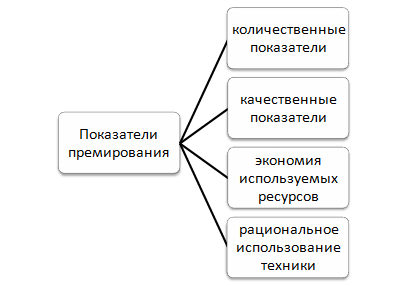 Показатели
премирования
количественные
показатели
качественные
показатели
экономия
используемых
ресурсов
рациональное
использование
техники